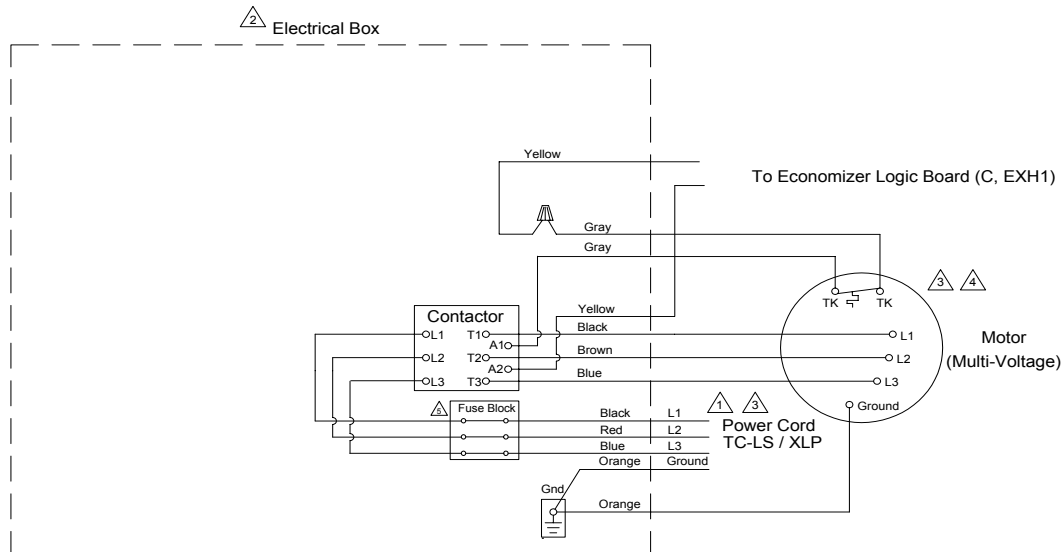 2 Electrical Box
Yellow
To Economizer Logic Board (C, EXH1)
Gray
Gray
TK TK
3 4
Yellow
Contactor
Black
L1 T1
A1
L1
Motor
(Multi-Voltage)
L2 T2
Brown
L2
A2
L3 T3
Blue
L3
5 Fuse Block
Ground
1 3
Black L1
Power Cord
TC-LS / XLP
Red L2
Blue L3
Orange Ground
Gnd
Orange